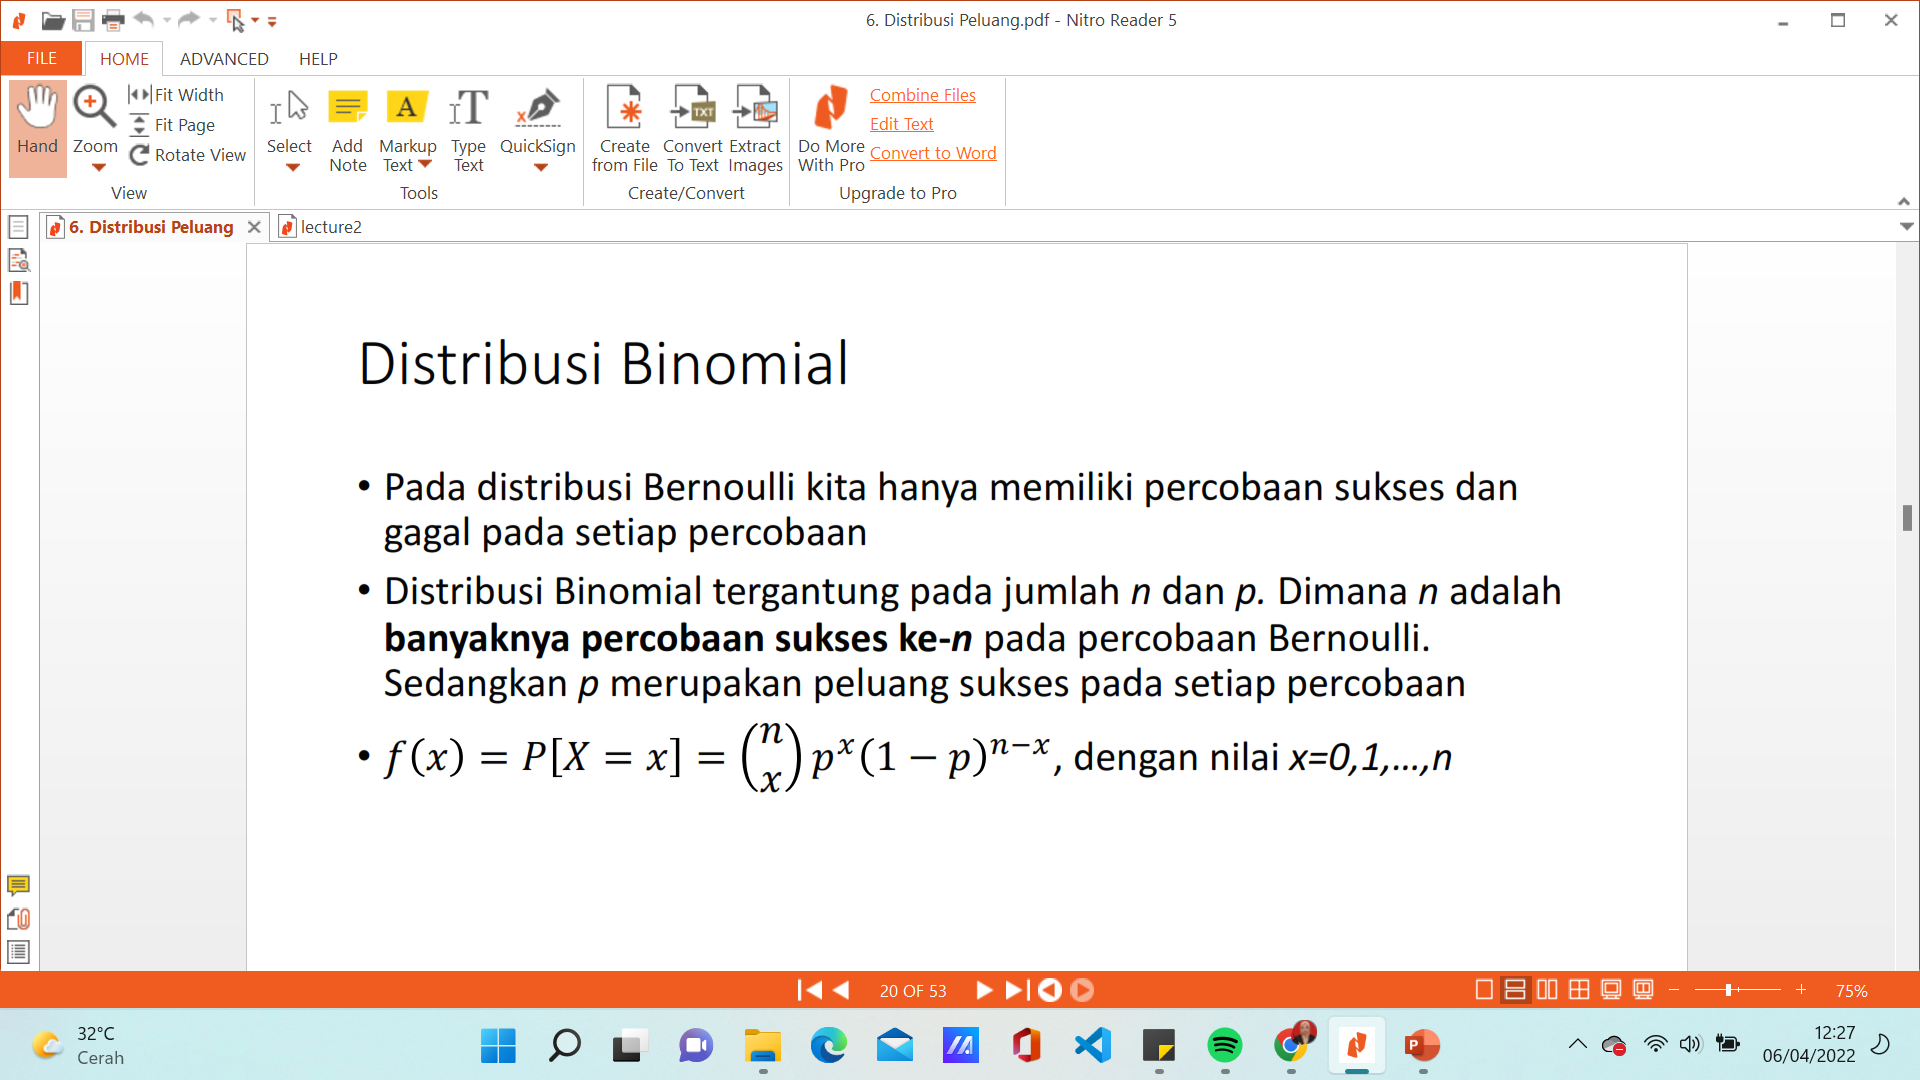 6. Distribusi Peluang.pdf - Nitro Reader 5
FILE HOME ADVANCED HELP
Hand
Zoom
Fit Width
Fit Page
Rotate View
View
Select
Add Note
Markup Text
Type Text
QuickSign
Tools
Create from File
Convert To Text
Extract Images
Create/Convert
Do More With Pro
Combine Files
Edit Text
Convert to Word
Upgrade to Pro
6. Distribusi Peluang
lecture2
Distribusi Binomial
• Pada distribusi Bernoulli kita hanya memiliki percobaan sukses dan
gagal pada setiap percobaan
• Distribusi Binomial tergantung pada jumlah n dan p. Dimana n adalah
banyaknya percobaan sukses ke-n pada percobaan Bernoulli.
Sedangkan p merupakan peluang sukses pada setiap percobaan
• f(x) = P[X = x] = (n x) p^x (1 − p)^{n−x}, dengan nilai x=0,1,...,n
20 OF 53
75%
32°C
Cerah
12:27
06/04/2022